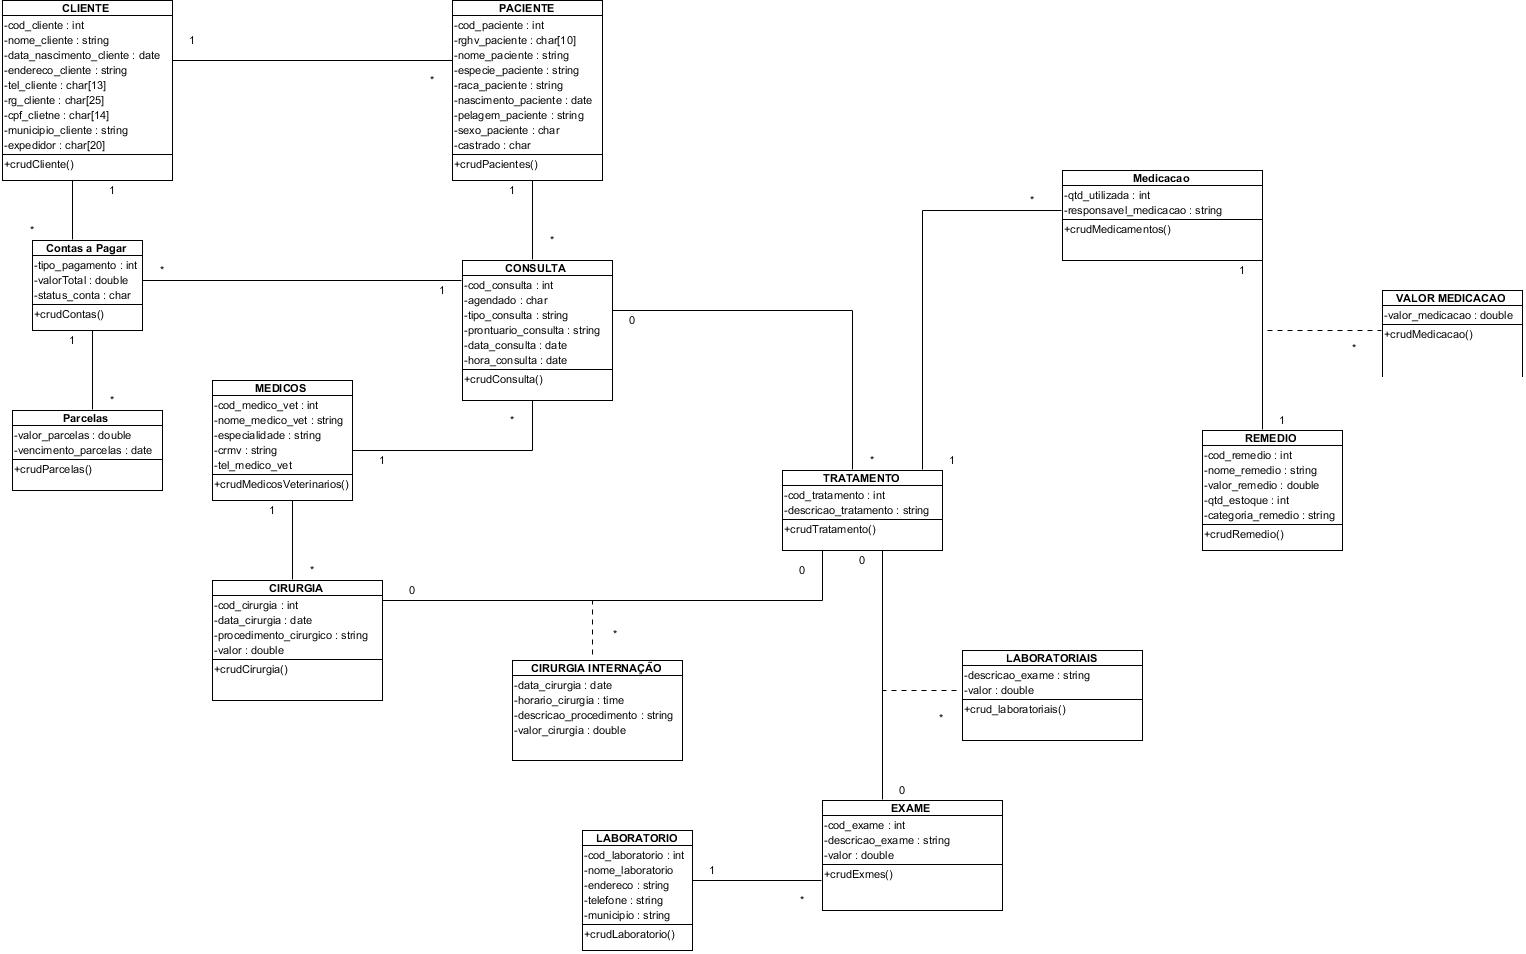 CLIENTE
-cod_cliente : int
-nome_cliente : string
-data_nascimento_cliente : date
-endereco_cliente : string
-tel_cliente : char[13]
-rg_cliente : char[25]
-cpf_clietne : char[14]
-municipio_cliente : string
-expedidor : char[20]
+crudCliente()
1
*
PACIENTE
-cod_paciente : int
-rghv_paciente : char[10]
-nome_paciente : string
-especie_paciente : string
-raca_paciente : string
-nascimento_paciente : date
-pelagem_paciente : string
-sexo_paciente : char
-castrado : char
+crudPacientes()
1
*
1
*
Contas a Pagar
-tipo_pagamento : int
-valorTotal : double
-status_conta : char
+crudContas()
*
1
CONSULTA
-cod_consulta : int
-agendado : char
-tipo_consulta : string
-prontuario_consulta : string
-data_consulta : date
-hora_consulta : date
+crudConsulta()
0
*
1
*
Parcelas
-valor_parcelas : double
-vencimento_parcelas : date
+crudParcelas()
MEDICOS
-cod_medico_vet : int
-nome_medico_vet : string
-especialidade : string
-crmv : string
-tel_medico_vet
+crudMedicosVeterinarios()
1
*
Medicacao
-qtd_utilizada : int
-responsavel_medicacao : string
+crudMedicamentos()
*
1
1
VALOR MEDICACAO
-valor_medicacao : double
+crudMedicacao()
*
1
REMEDIO
-cod_remedio : int
-nome_remedio : string
-valor_remedio : double
-qtd_estoque : int
-categoria_remedio : string
+crudRemedio()
TRATAMENTO
-cod_tratamento : int
-descricao_tratamento : string
+crudTratamento()
0
0
1
*
CIRURGIA
-cod_cirurgia : int
-data_cirurgia : date
-procedimento_cirurgico : string
-valor : double
+crudCirurgia()
0
*
CIRURGIA INTERNAÇÃO
-data_cirurgia : date
-horario_cirurgia : time
-descricao_procedimento : string
-valor_cirurgia : double
LABORATORIAIS
-descricao_exame : string
-valor : double
+crud_laboratoriais()
*
0
EXAME
-cod_exame : int
-descricao_exame : string
-valor : double
+crudExmes()
LABORATORIO
-cod_laboratorio : int
-nome_laboratorio
-endereco : string
-telefone : string
-municipio : string
+crudLaboratorio()
1
*